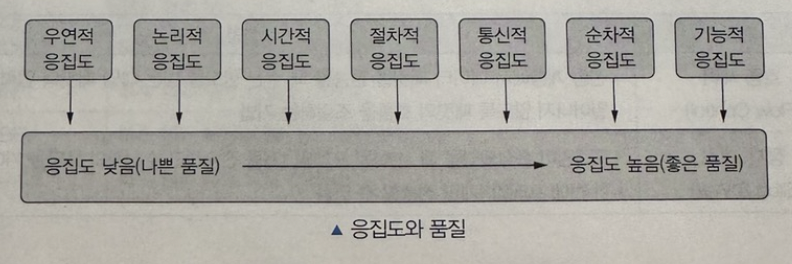 우연적 응집도
논리적 응집도
시간적 응집도
절차적 응집도
통신적 응집도
순차적 응집도
기능적 응집도
응집도 낮음(나쁜 품질) 응집도 높음(좋은 품질)
▲ 응집도와 품질